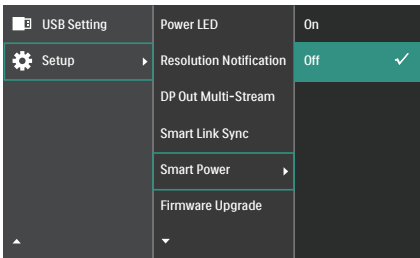 USB Setting
Setup
Power LED
Resolution Notification
DP Out Multi-Stream
Smart Link Sync
Smart Power
Firmware Upgrade
On
Off